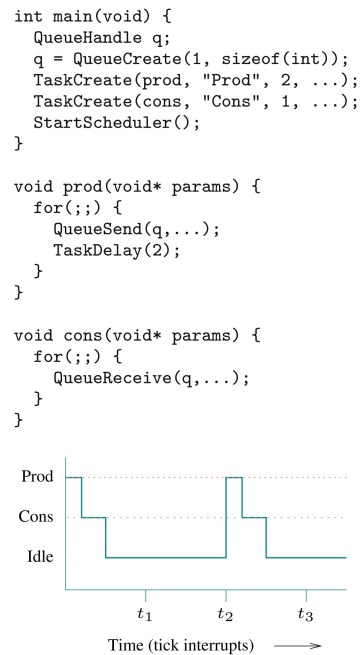 int main(void) {
  QueueHandle q;
  q = QueueCreate(1, sizeof(int));
  TaskCreate(prod, "Prod", 2, ...);
  TaskCreate(cons, "Cons", 1, ...);
  StartScheduler();
}
void prod(void* params) {
  for(;;) {
    QueueSend(q,...);
    TaskDelay(2);
  }
}
void cons(void* params) {
  for(;;) {
    QueueReceive(q,...);
  }
}
Prod
Cons
Idle
t₁ t₂ t₃
Time (tick interrupts)